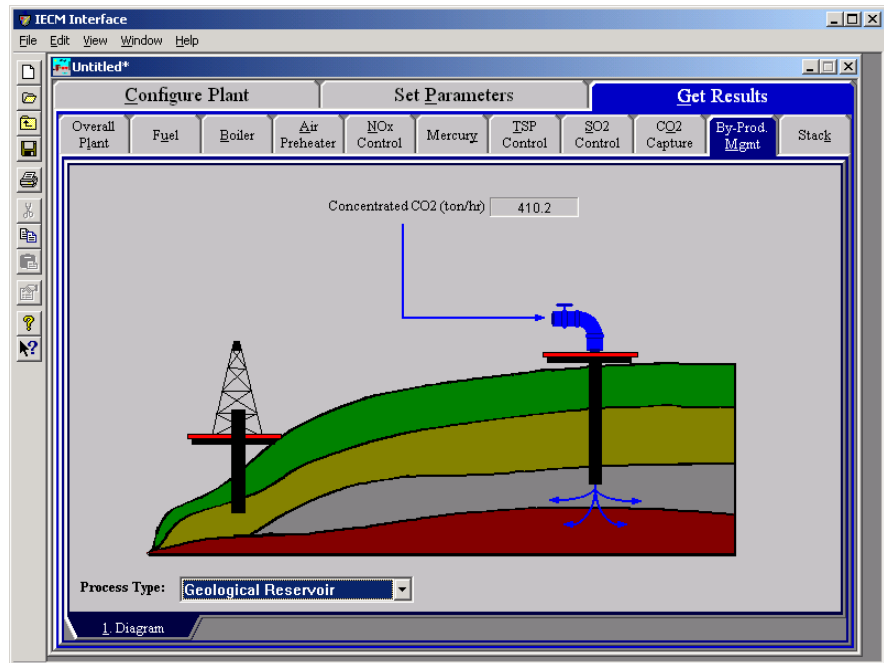 IECM Interface
File Edit View Window Help
Untitled*
Configure Plant Set Parameters Get Results
Overall Plant Fuel Boiler Air Preheater NOx Control Mercury TSP Control SO2 Control CO2 Capture By-Prod. Mgmt Stack
Concentrated CO2 (ton/hr) 410.2
Process Type: Geological Reservoir
1. Diagram